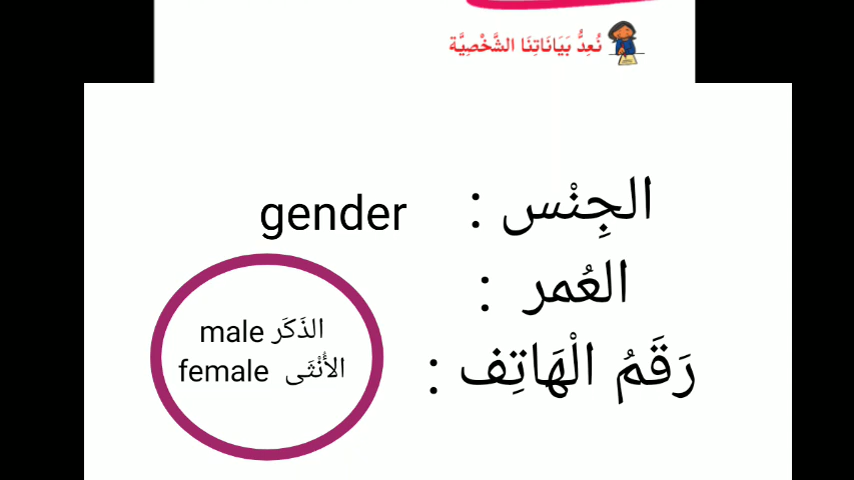 نُعِدُّ بَيَانَاتِنَا الشَّخْصِيَّة
الجِنْس : gender
العُمر :
رَقَمُ الْهَاتِف :
الذَكَر male
الأُنْثَى female